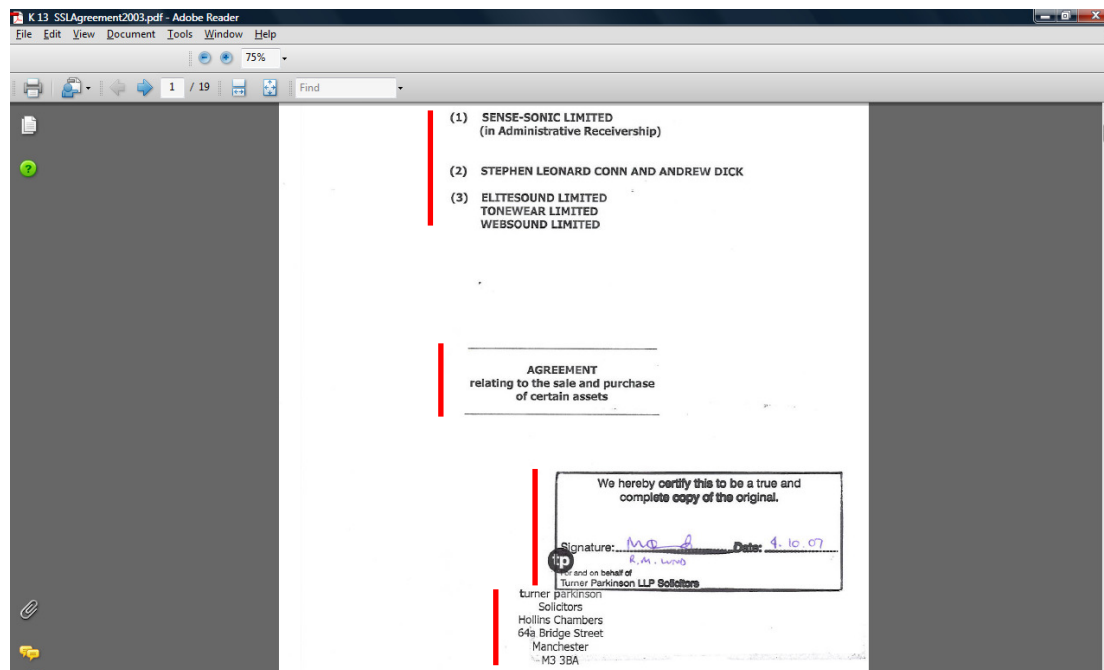 K 13 SSLAgreement2003.pdf - Adobe Reader
File Edit View Document Tools Window Help
75%
1 / 19 Find
(1) SENSE-SONIC LIMITED
(in Administrative Receivership)
(2) STEPHEN LEONARD CONN AND ANDREW DICK
(3) ELITESOUND LIMITED
TONEWEAR LIMITED
WEBSOUND LIMITED
AGREEMENT
relating to the sale and purchase
of certain assets
We hereby certify this to be a true and
complete copy of the original.
Signature: Date: 4.10.07
R.M.
tp
For and on behalf of
Turner Parkinson LLP Solicitors
turner parkinson
Solicitors
Hollins Chambers
64a Bridge Street
Manchester
M3 3BA